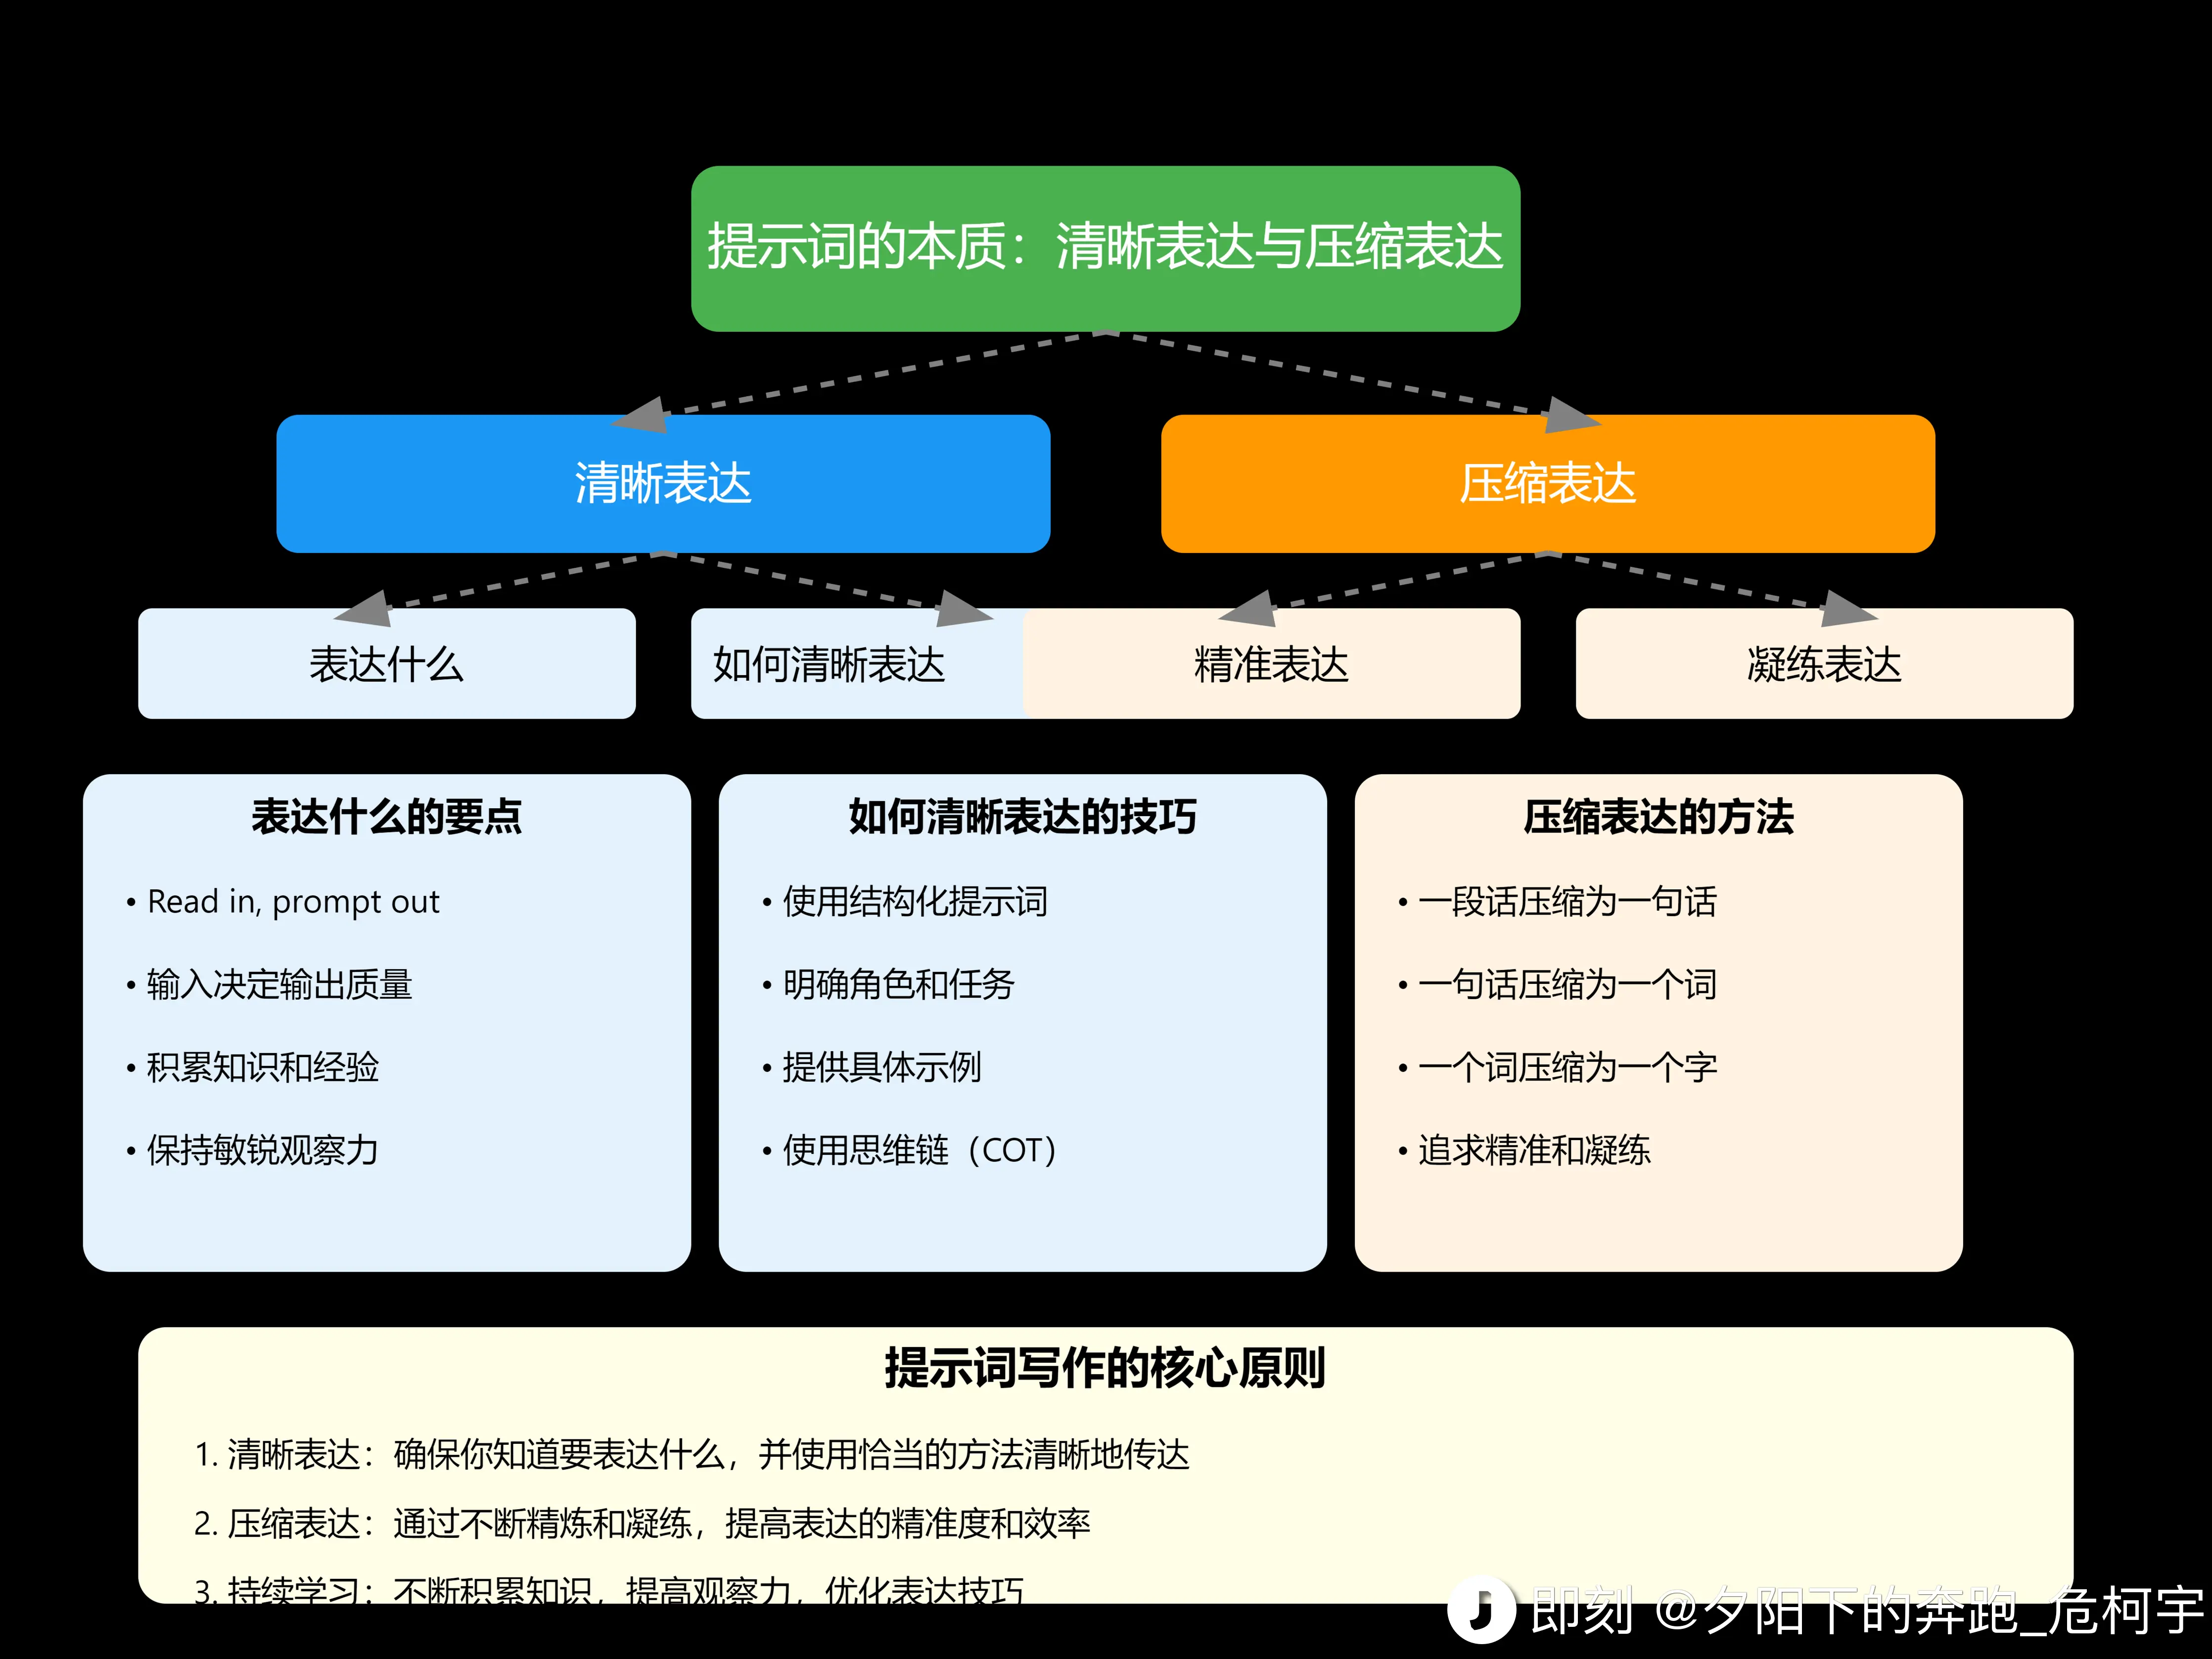 提示词的本质：清晰表达与压缩表达
清晰表达
压缩表达
表达什么
如何清晰表达
精准表达
凝练表达
表达什么的要点
• Read in, prompt out
• 输入决定输出质量
• 积累知识和经验
• 保持敏锐观察力
如何清晰表达的技巧
• 使用结构化提示词
• 明确角色和任务
• 提供具体示例
• 使用思维链（COT）
压缩表达的方法
• 一段话压缩为一句话
• 一句话压缩为一个词
• 一个词压缩为一个字
• 追求精准和凝练
提示词写作的核心原则
1. 清晰表达：确保你知道要表达什么，并使用恰当的方法清晰地传达
2. 压缩表达：通过不断精炼和凝练，提高表达的精准度和效率
3. 持续学习：不断积累知识，提高观察力，优化表达技巧
即刻 @夕阳下的奔跑_危柯宇